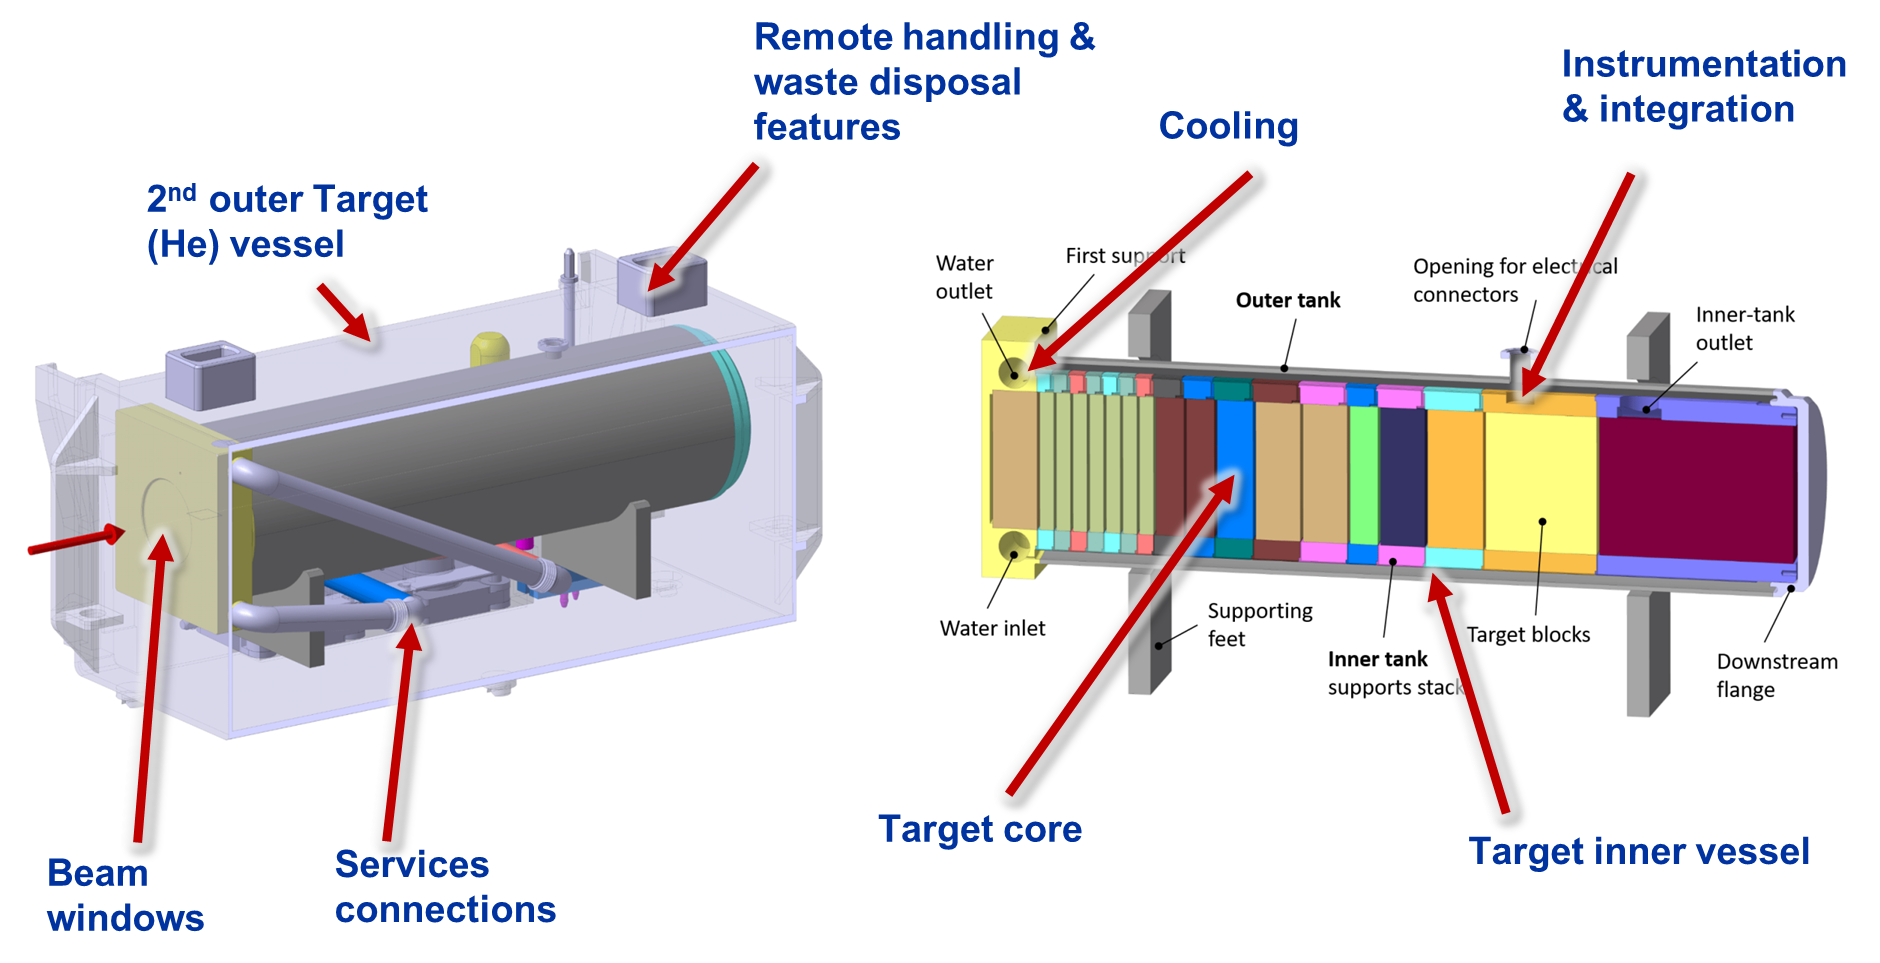 Remote handling &
waste disposal
features
Instrumentation
& integration
Cooling
2nd outer Target
(He) vessel
First support
Water
outlet
Outer tank
Opening for electrical
connectors
Inner-tank
outlet
Water inlet
Supporting
feet
Inner tank
supports stack
Target blocks
Downstream
flange
Target core
Target inner vessel
Beam
windows
Services
connections